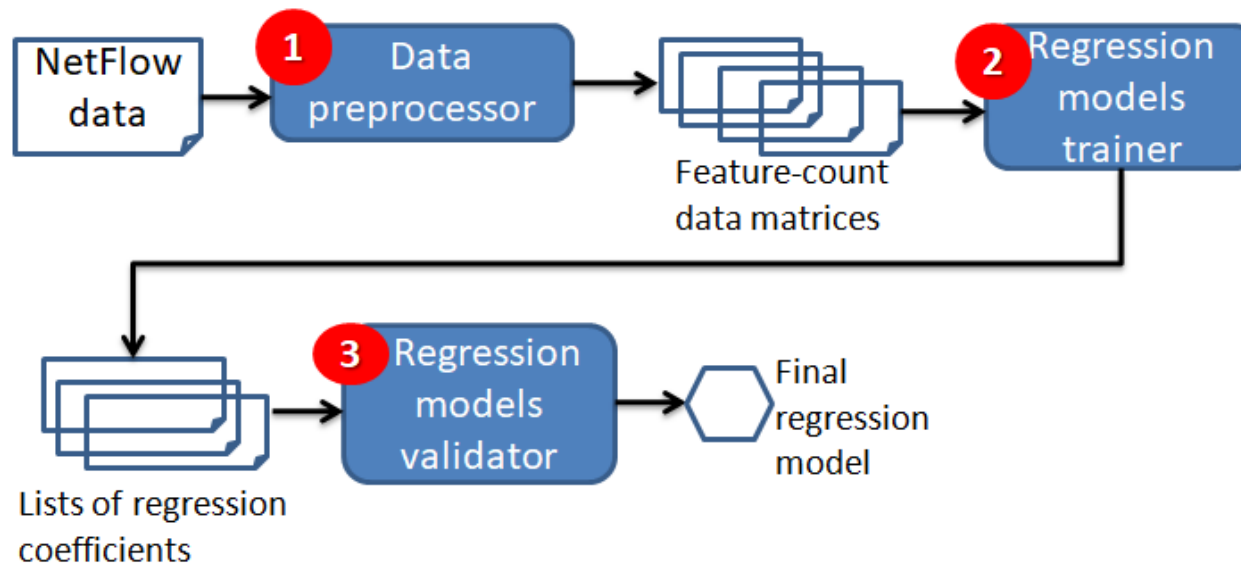 NetFlow
data
1
Data
preprocessor
Feature-count
data matrices
2
Regression
models
trainer
Lists of regression
coefficients
3
Regression
models
validator
Final
regression
model